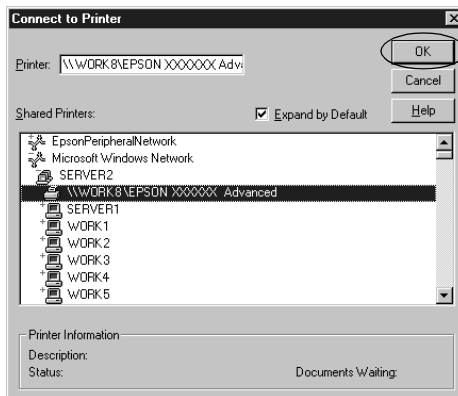 Connect to Printer
Printer: \\WORK8\EPSON XXXXXX Adv
OK
Cancel
Help
Shared Printers:
Expand by Default
EpsonPeripheralNetwork
Microsoft Windows Network
SERVER2
\\WORK8\EPSON XXXXXX Advanced
SERVER1
WORK1
WORK2
WORK3
WORK4
WORK5
Printer Information
Description:
Status:
Documents Waiting: